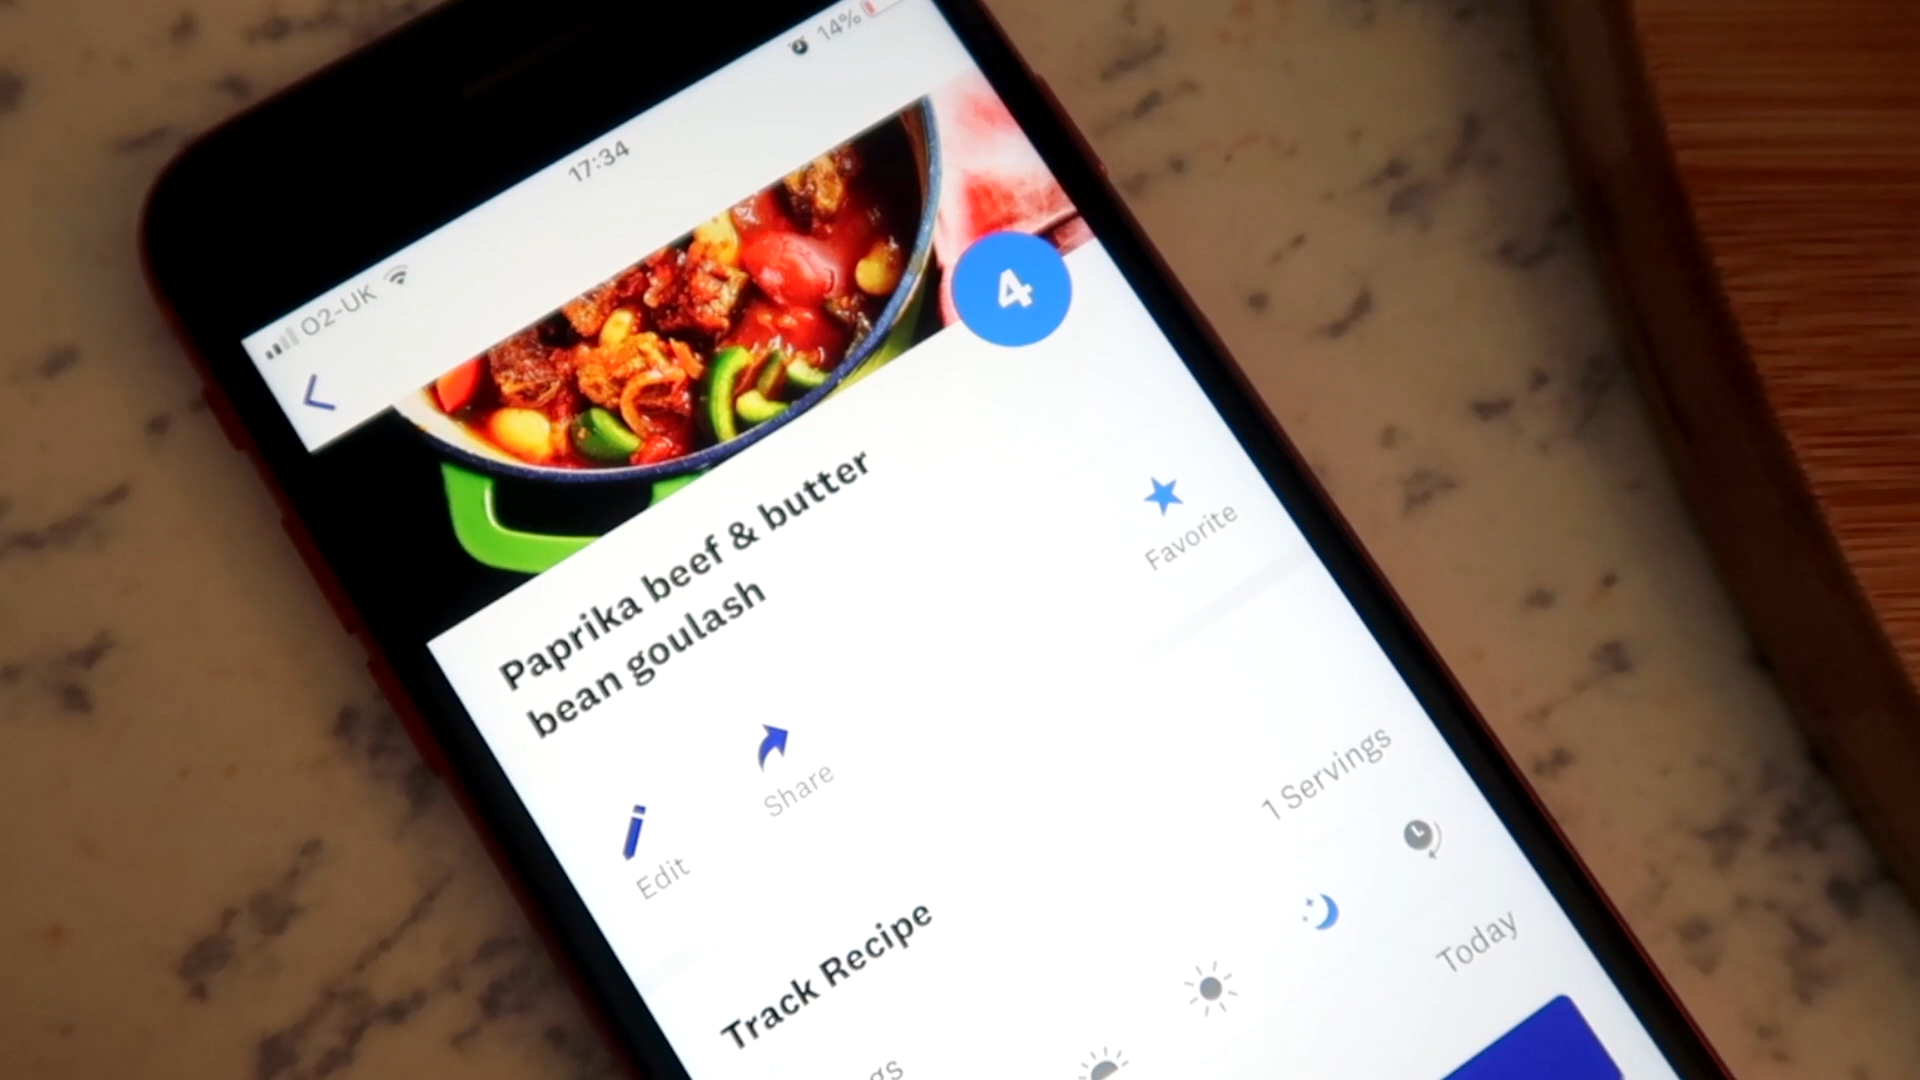 O2-UK
17:34
14%
4
Paprika beef & butter
bean goulash
Favorite
Edit
Share
1 Servings
Track Recipe
Today